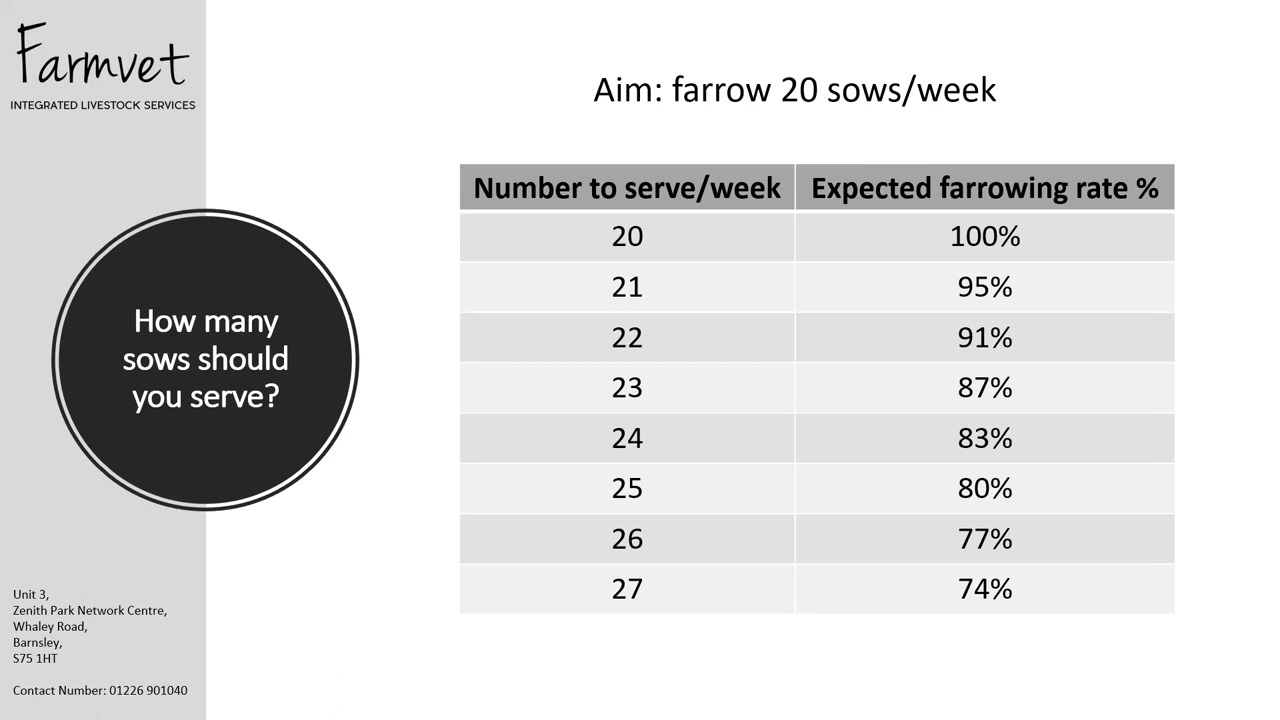 Farmvet
INTEGRATED LIVESTOCK SERVICES
Aim: farrow 20 sows/week
How many
sows should
you serve?
Number to serve/week Expected farrowing rate %
20 100%
21 95%
22 91%
23 87%
24 83%
25 80%
26 77%
27 74%
Unit 3,
Zenith Park Network Centre,
Whaley Road,
Barnsley,
S75 1HT
Contact Number: 01226 901040